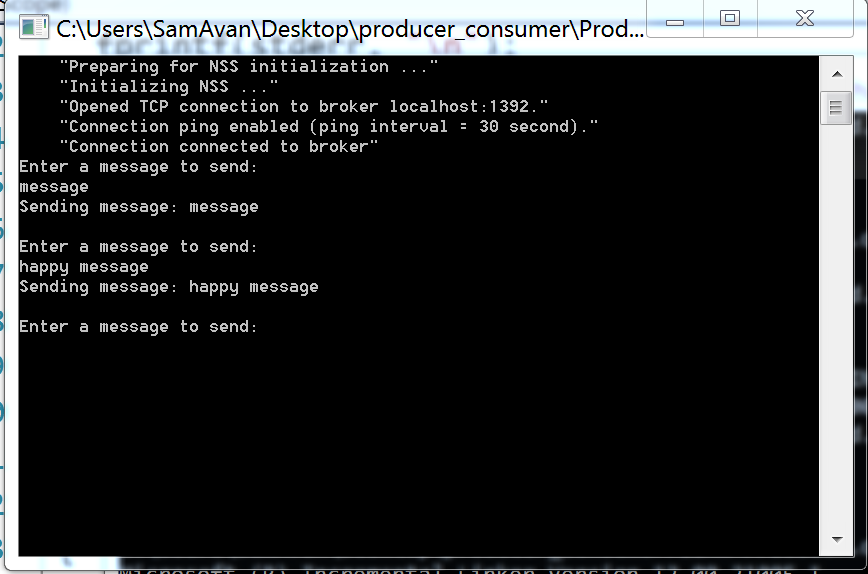 C:\Users\SamAvan\Desktop\producer_consumer\Prod...
"Preparing for NSS initialization ..."
"Initializing NSS ..."
"Opened TCP connection to broker localhost:1392."
"Connection ping enabled (ping interval = 30 second)."
"Connection connected to broker"
Enter a message to send:
message
Sending message: message
Enter a message to send:
happy message
Sending message: happy message
Enter a message to send: